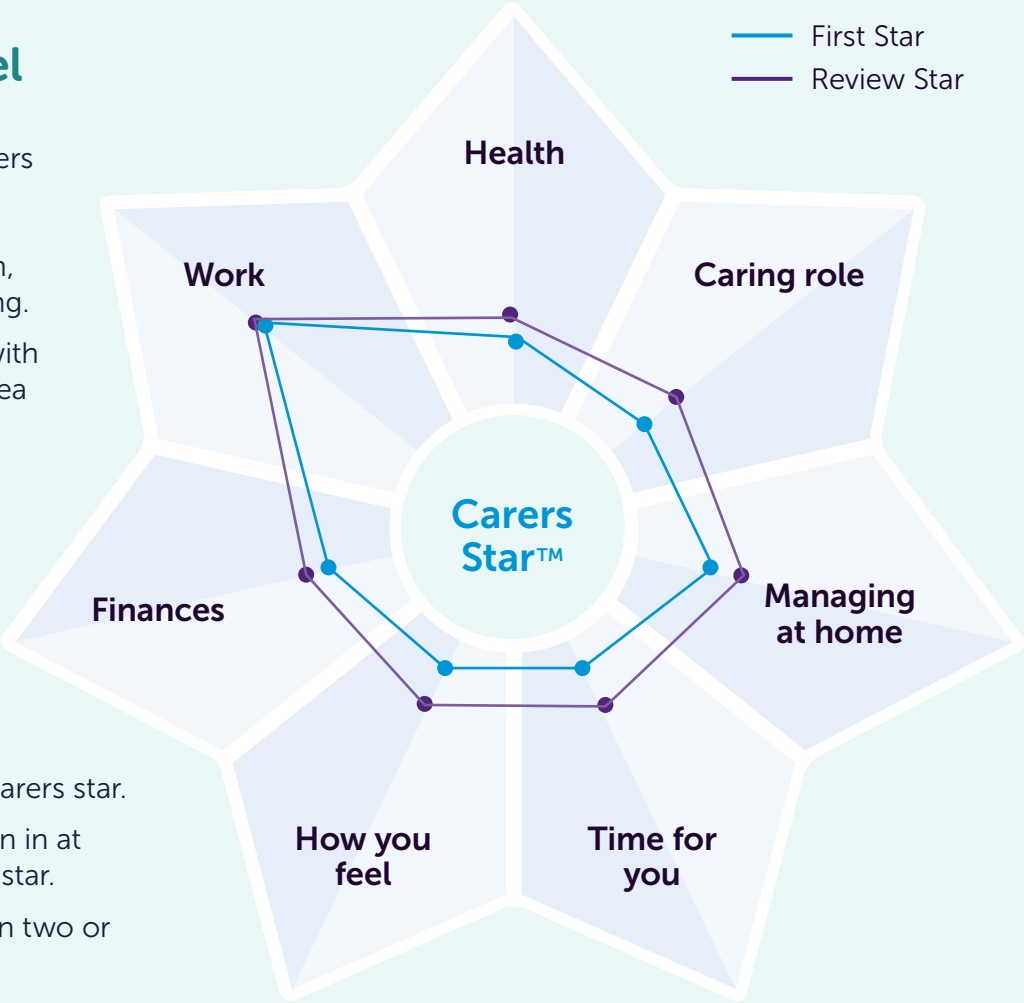 el
ers
n,
ng.
with
ea
First Star
Review Star
Health
Work
Caring role
Carers
Star™
Finances
Managing
at home
How you
feel
Time for
you
arers star.
n in at
star.
n two or